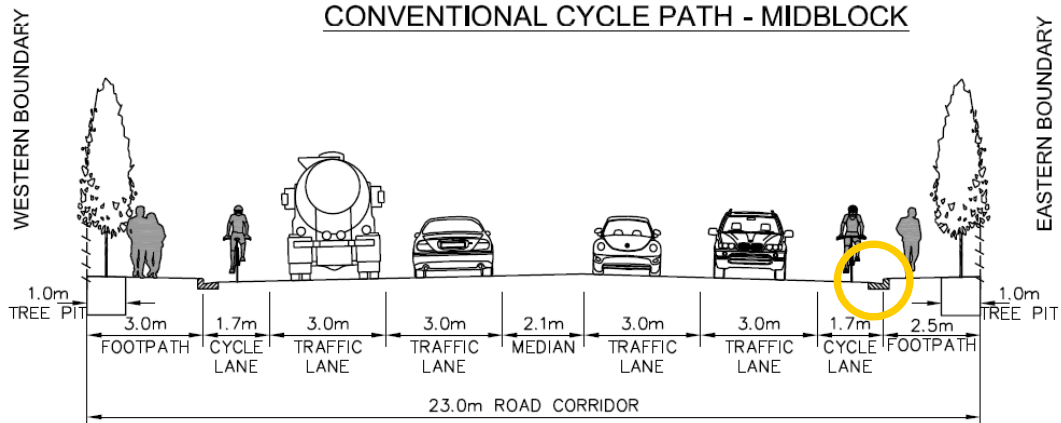 CONVENTIONAL CYCLE PATH - MIDBLOCK
WESTERN BOUNDARY
EASTERN BOUNDARY
1.0m
TREE PIT
3.0m
FOOTPATH
1.7m
CYCLE
LANE
3.0m
TRAFFIC
LANE
3.0m
TRAFFIC
LANE
2.1m
MEDIAN
3.0m
TRAFFIC
LANE
3.0m
TRAFFIC
LANE
1.7m
CYCLE
LANE
2.5m
FOOTPATH
1.0m
TREE PIT
23.0m ROAD CORRIDOR